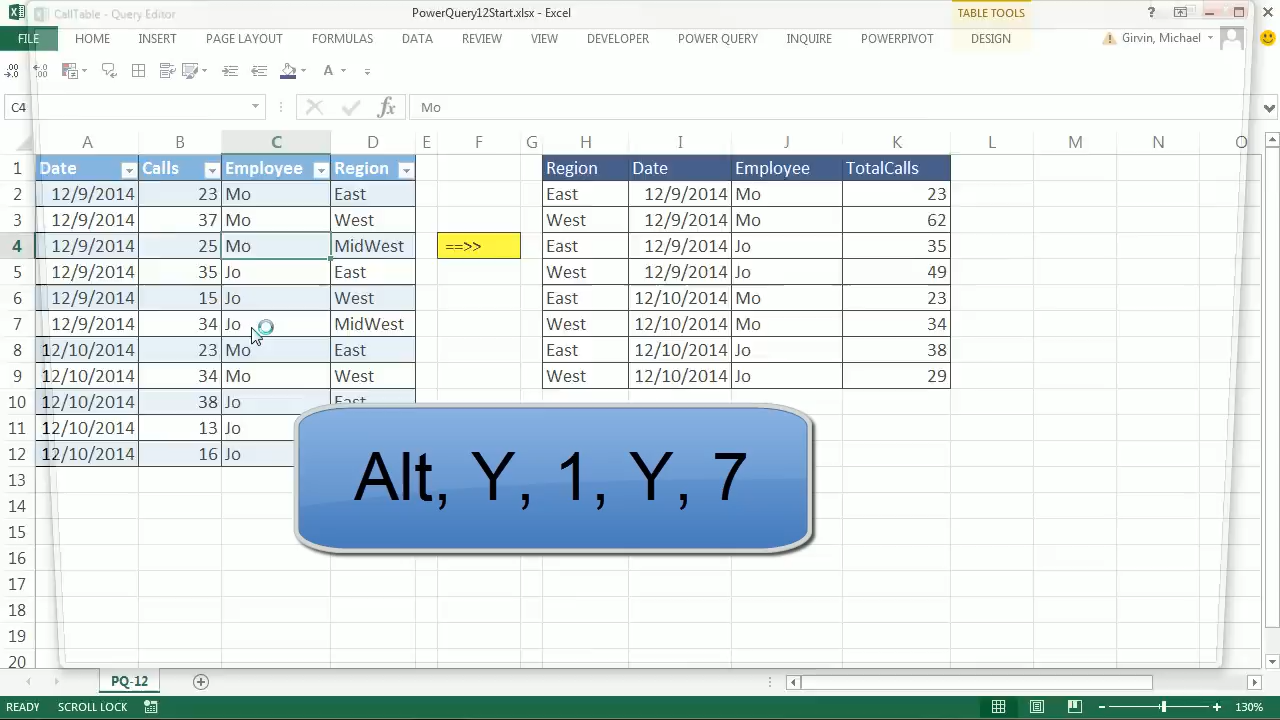 CallTable - Query Editor
PowerQuery12Start.xlsx - Excel
TABLE TOOLS
?
FILE HOME INSERT PAGE LAYOUT FORMULAS DATA REVIEW VIEW DEVELOPER POWER QUERY INQUIRE POWERPIVOT DESIGN Girvin, Michael
C4 fx Mo
A B C D E F G H I J K L M N O
1 Date Calls Employee Region Region Date Employee TotalCalls
2 12/9/2014 23 Mo East East 12/9/2014 Mo 23
3 12/9/2014 37 Mo West West 12/9/2014 Mo 62
4 12/9/2014 25 Mo MidWest ==>> East 12/9/2014 Jo 35
5 12/9/2014 35 Jo East West 12/9/2014 Jo 49
6 12/9/2014 15 Jo West East 12/10/2014 Mo 23
7 12/9/2014 34 Jo MidWest West 12/10/2014 Mo 34
8 12/10/2014 23 Mo East East 12/10/2014 Jo 38
9 12/10/2014 34 Mo West West 12/10/2014 Jo 29
10 12/10/2014 38 Jo East
11 12/10/2014 13 Jo
12 12/10/2014 16 Jo
13
Alt, Y, 1, Y, 7
14
15
16
17
18
19
20
PQ-12
READY SCROLL LOCK 130%